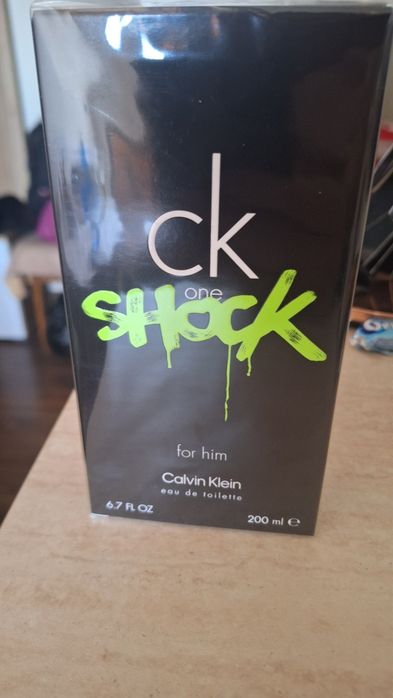 ck
one
SHOCK
for him
Calvin Klein
eau de toilette
6.7 FL OZ 200 ml e